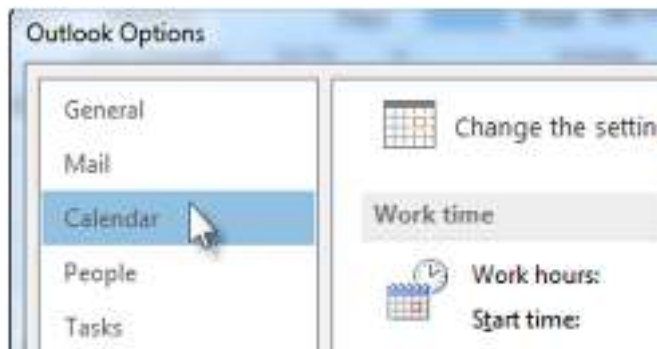 Outlook Options
General
Mail
Calendar
People
Tasks
Change the settin
Work time
Work hours:
Start time: